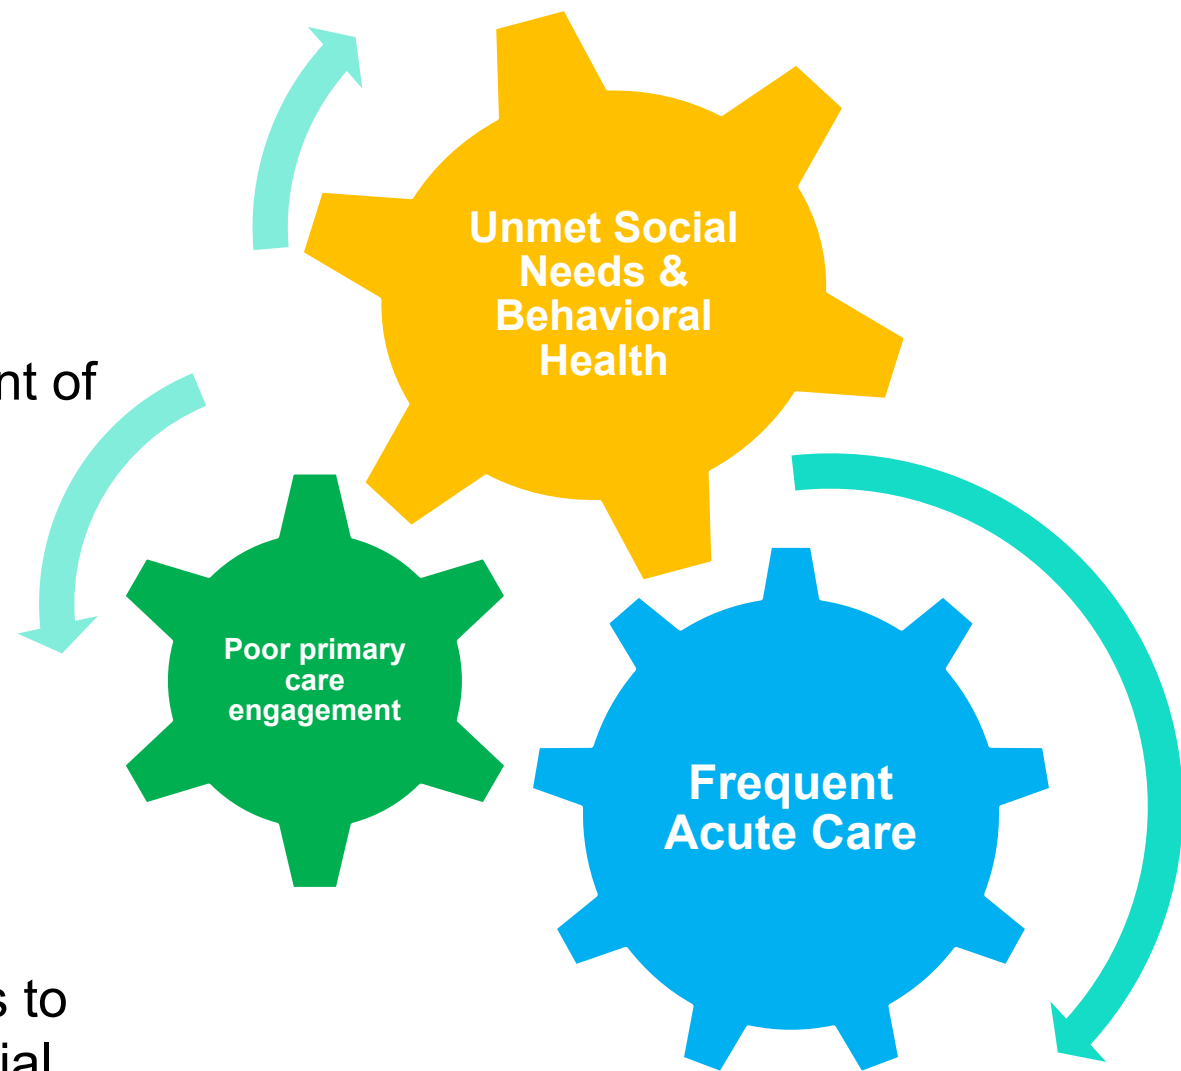 Unmet Social
Needs &
Behavioral
Health
nt of
Poor primary
care
engagement
Frequent
Acute Care
s to
ial